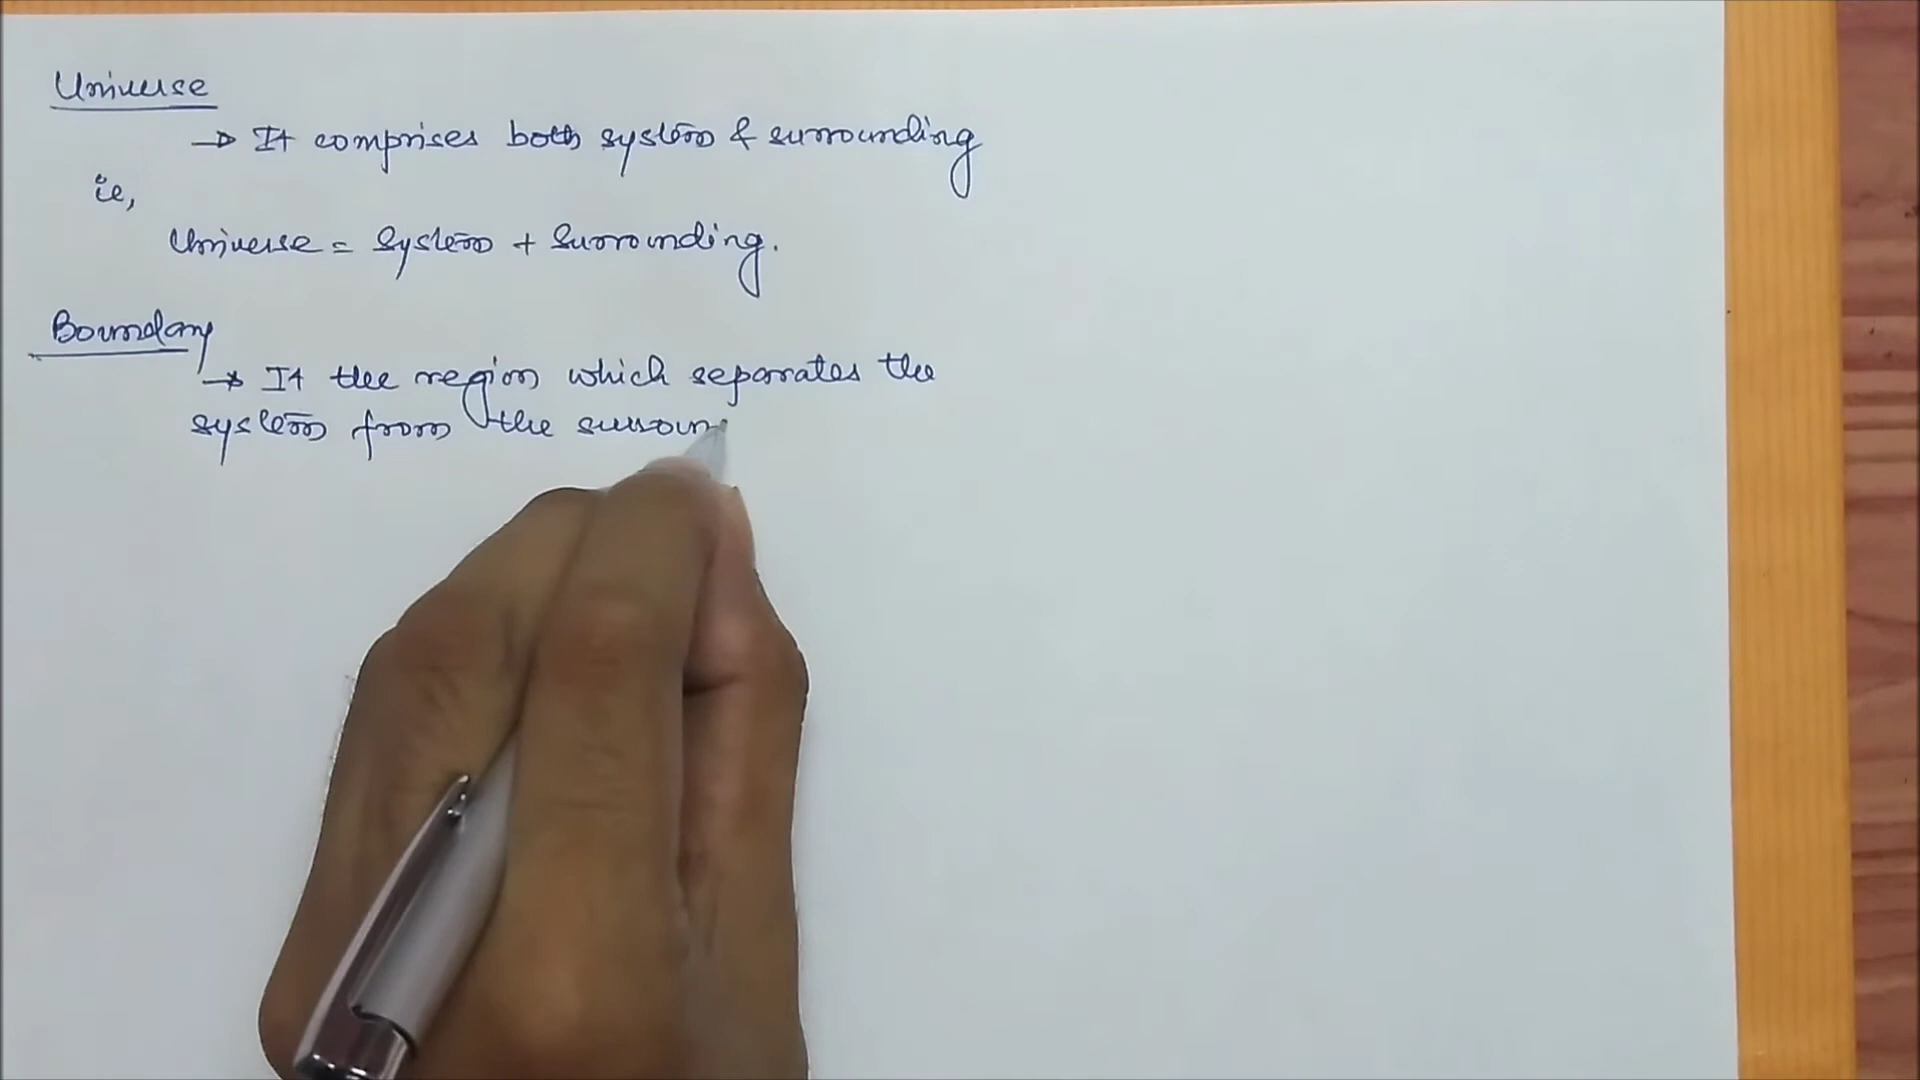 Universe
→ It comprises both system & surrounding
ie,
Universe = System + Surrounding.
Boundary
→ It the region which separates the
system from the surroun